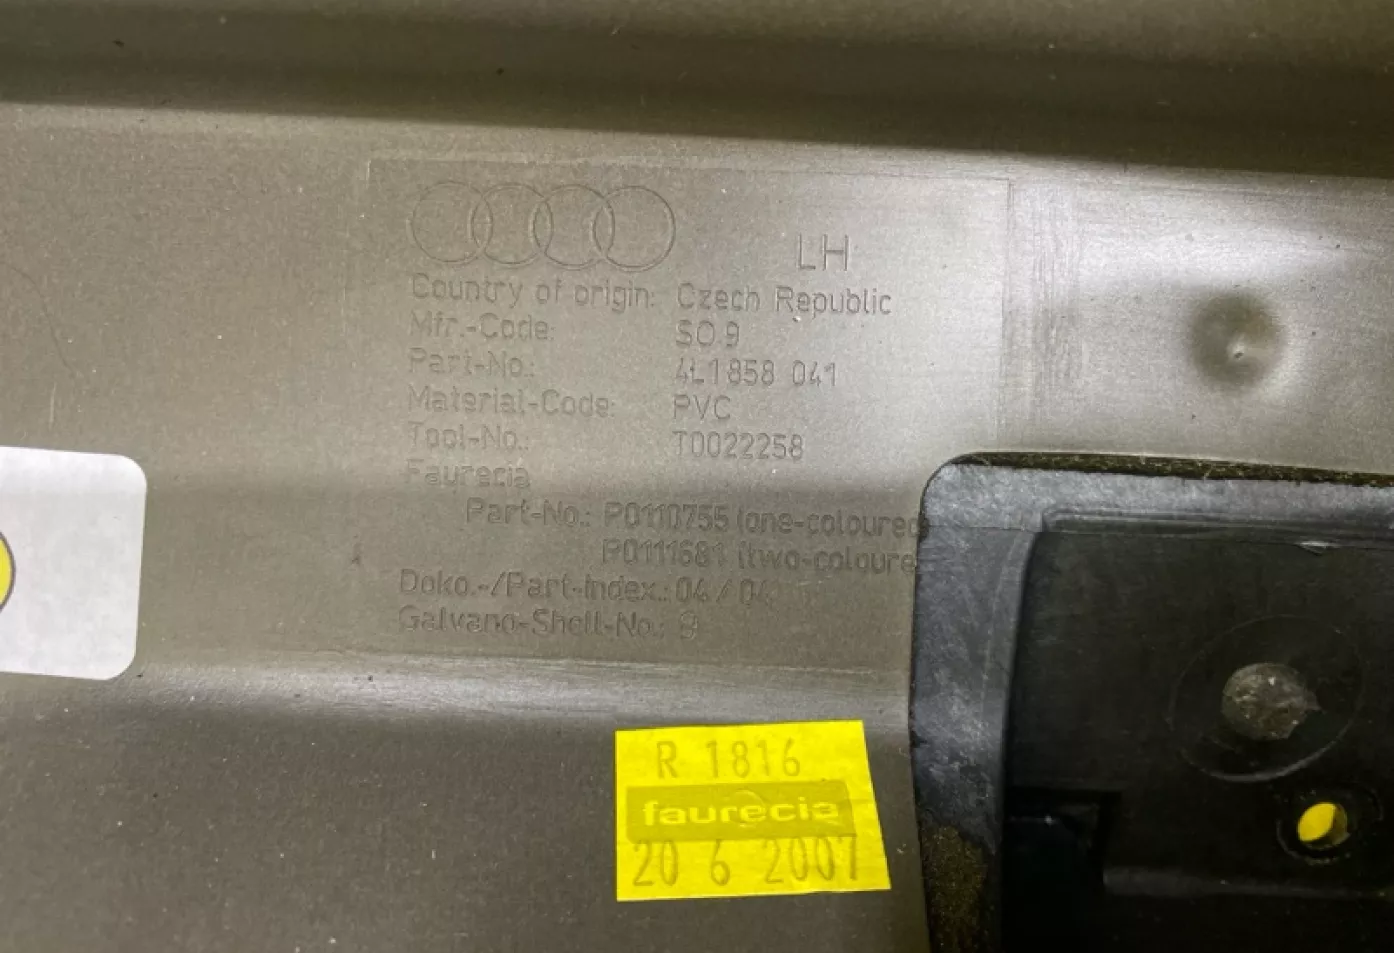 LH
Country of origin: Czech Republic
Mfr.-Code: SO.9
Part-No.: 4L1858 041
Material-Code: PVC
Tool-No.: T0022258
Faurecia
Part-No.: P0110755 (one-coloured
P0111681 (two-coloure
Doko.-/Part-Index.: 04 / 04
Galvano-Shell-No.: 9
R 1816
faurecia
20 6 2007